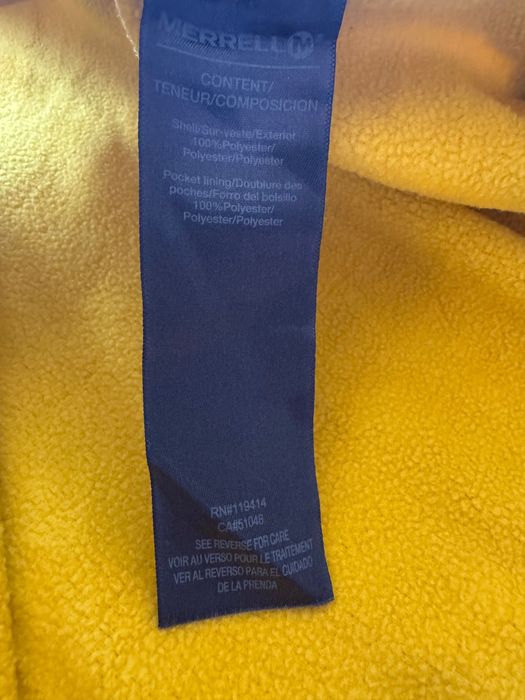 MERRELL M
CONTENT/
TENEUR/COMPOSICION
Shell/Sur-veste/Exterior
100%Polyester/
Polyester/Polyester
Pocket lining/Doublure des
poches/Forro del bolsillo
100%Polyester/
Polyester/Polyester
RN#119414
CA#51048
SEE REVERSE FOR CARE
VOIR AU VERSO POUR LE TRAITEMENT
VER AL REVERSO PARA EL CUIDADO
DE LA PRENDA